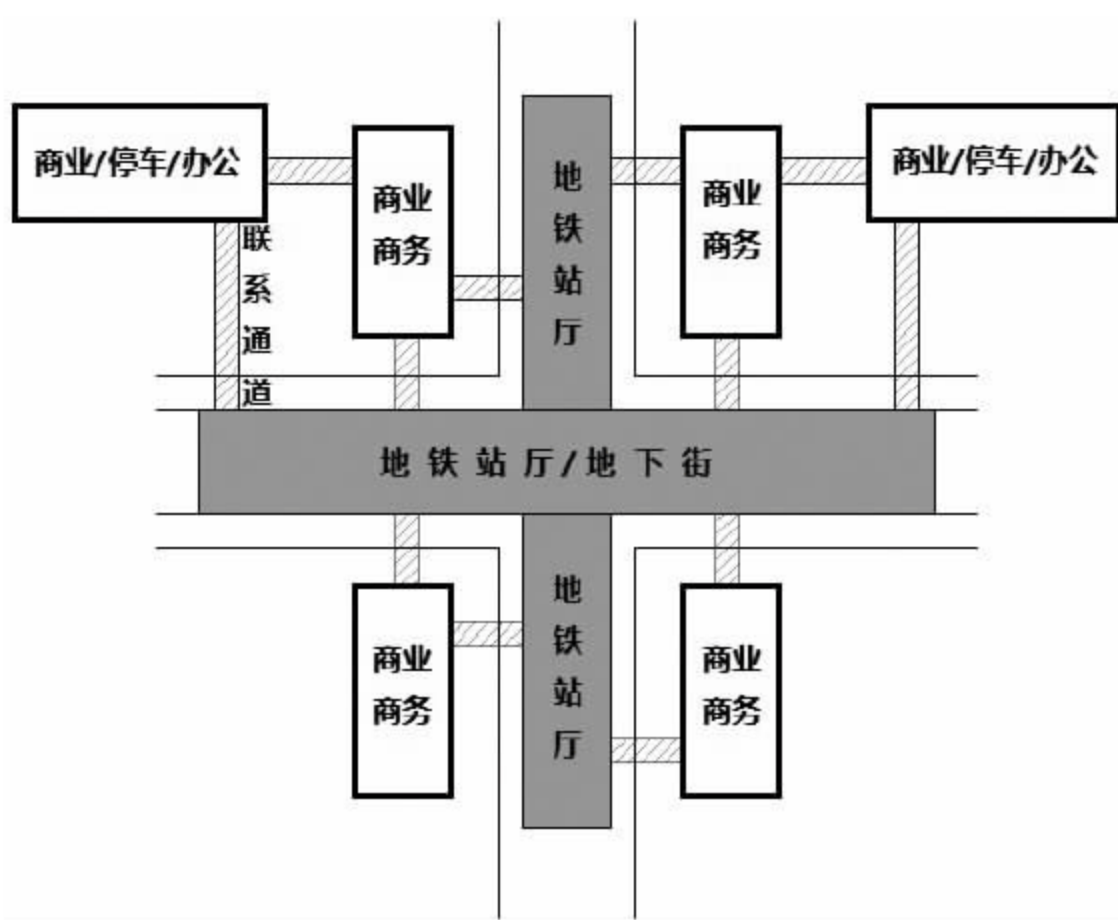 商业/停车/办公
商业
商务
地铁站厅
商业
商务
商业/停车/办公
联系通道
地铁站厅/地下街
商业
商务
地铁站厅
商业
商务